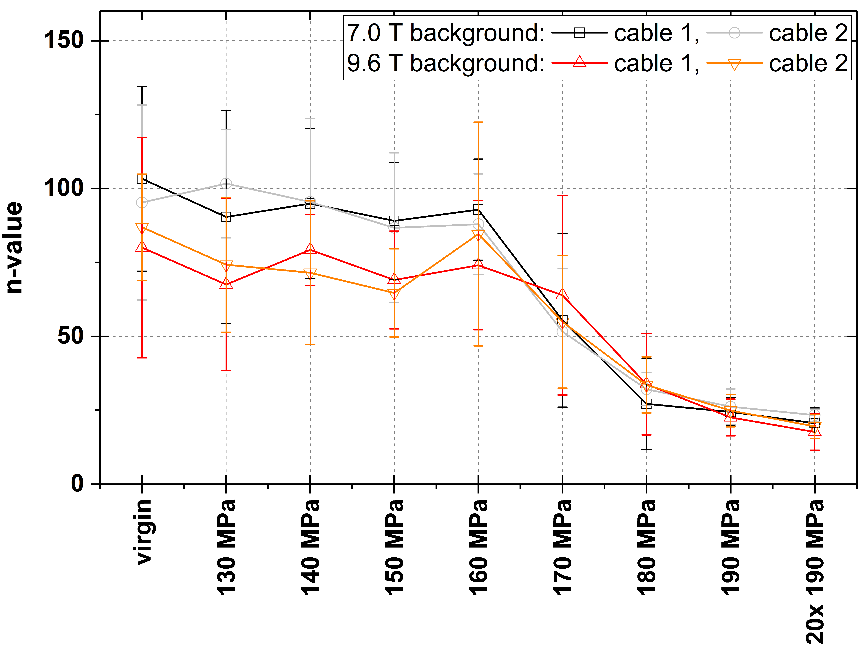 7.0 T background: cable 1, cable 2
9.6 T background: cable 1, cable 2
150
100
50
0
n-value
virgin
130 MPa
140 MPa
150 MPa
160 MPa
170 MPa
180 MPa
190 MPa
20x 190 MPa